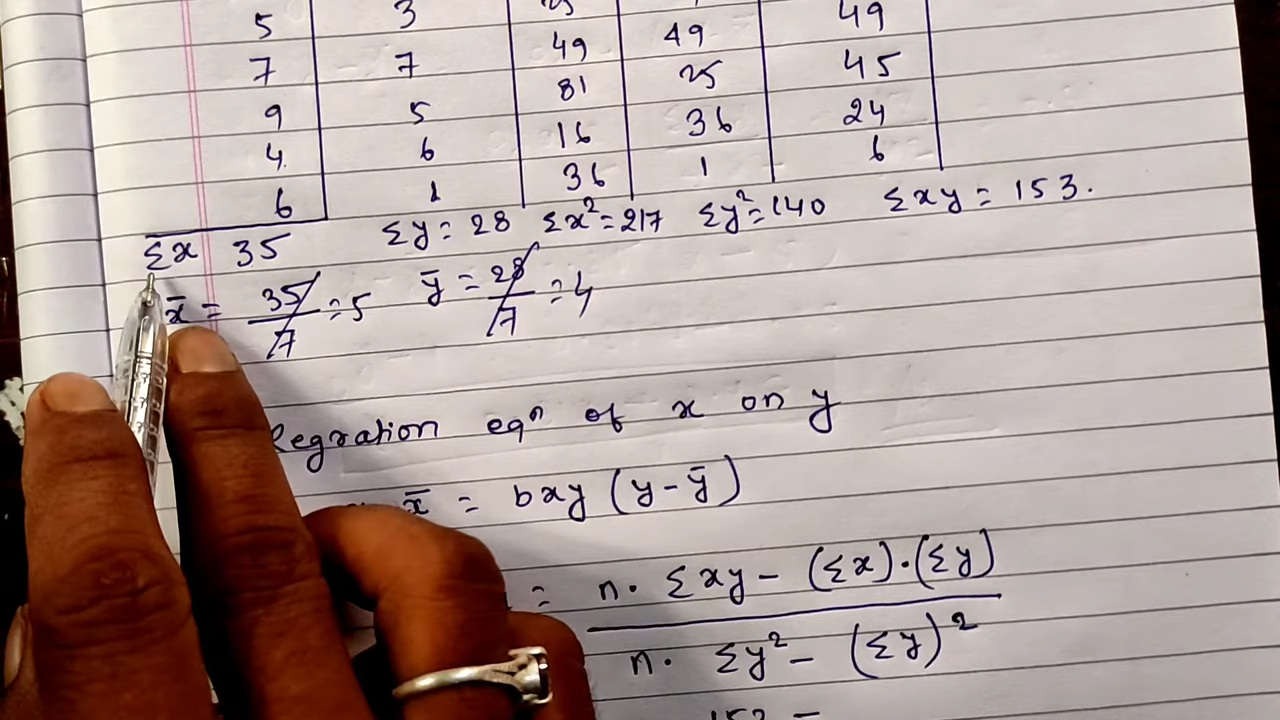 5 3 25 49
7 7 49 49 45
9 5 81 25 24
4. 6 16 36 6
6 1 36 1
Σx 35 Σy = 28 Σx²=217 Σy²=140 Σxy = 153.
x̄ = 35/7 = 5 ȳ = 28/7 = 4
Regration eqⁿ of x on y
x̄ = bxy (y-ȳ)
= n. Σxy - (Σx).(Σy)
n. Σy² - (Σy)²